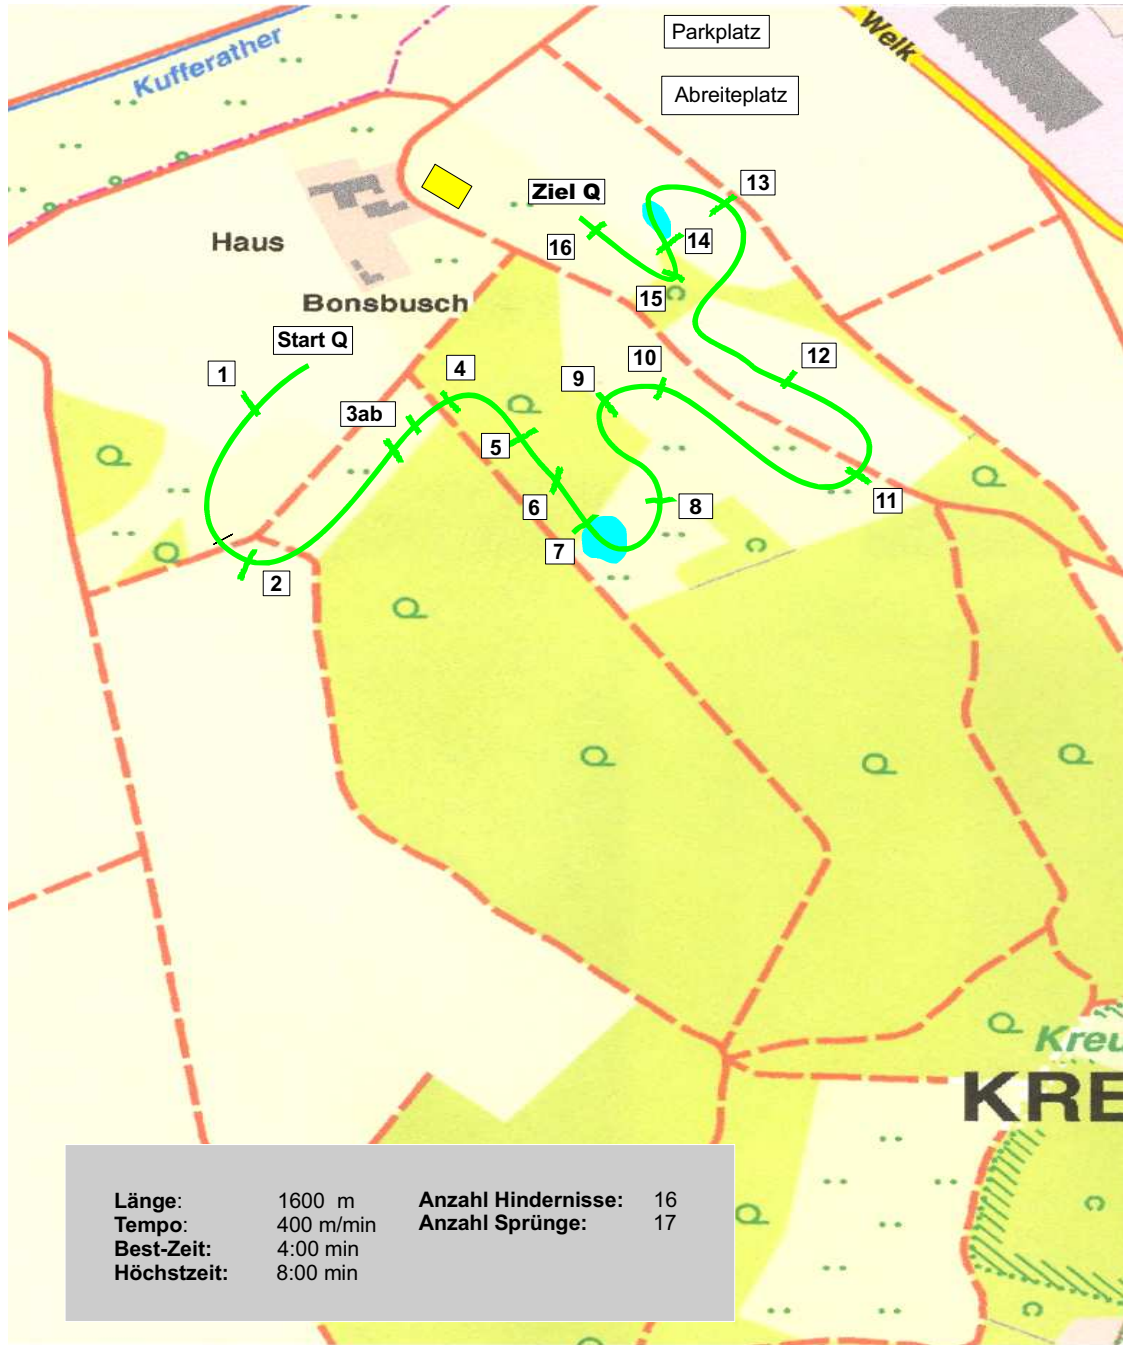 Parkplatz
Welk
Kufferather
Abreiteplatz
13
Ziel Q
16
14
Haus
15
Bonsbusch
Start Q
10
12
1
4
9
3ab
5
6
8
11
7
2
Kreu
KRE
Länge: 1600 m Anzahl Hindernisse: 16
Tempo: 400 m/min Anzahl Sprünge: 17
Best-Zeit: 4:00 min
Höchstzeit: 8:00 min